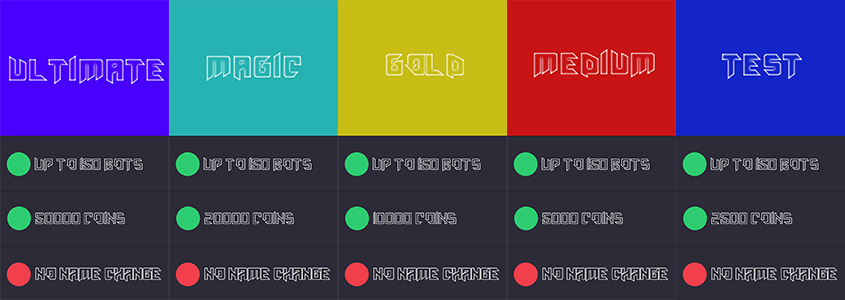 ULTIMATE MAGIC GOLD MEDIUM TEST
UP TO 150 BOTS UP TO 150 BOTS UP TO 150 BOTS UP TO 150 BOTS UP TO 150 BOTS
50000 COINS 20000 COINS 10000 COINS 5000 COINS 2500 COINS
NO NAME CHANGE NO NAME CHANGE NO NAME CHANGE NO NAME CHANGE NO NAME CHANGE